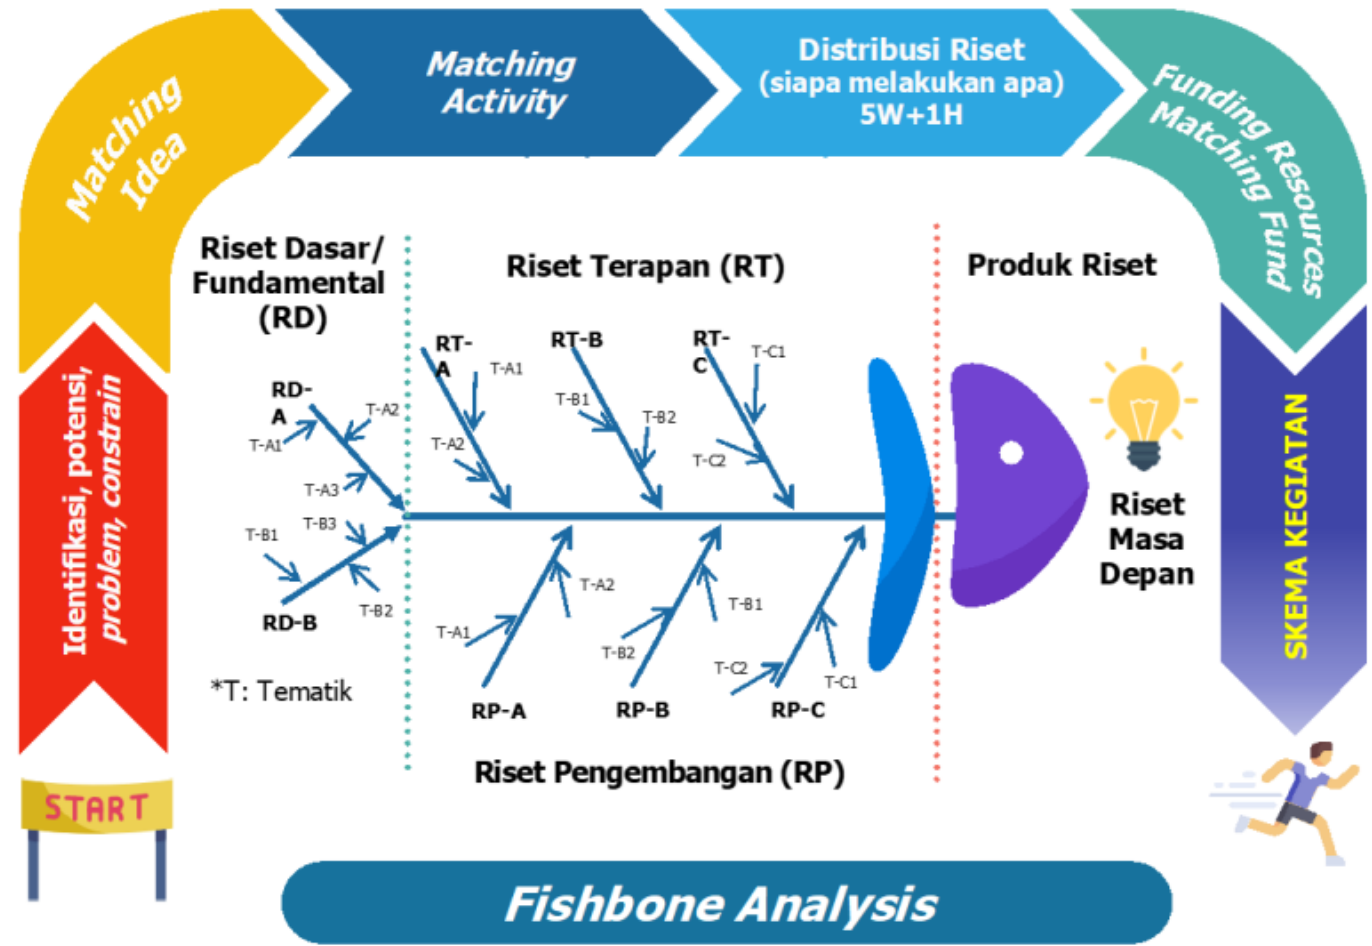 Matching
Idea
Matching
Activity
Distribusi Riset
(siapa melakukan apa)
5W+1H
Funding Resources
Matching Fund
Identifikasi, potensi,
problem, constrain
START
SKEMA KEGIATAN
Riset Dasar/
Fundamental
(RD)
Riset Terapan (RT)
Produk Riset
RD-
A
T-A1
T-A2
T-A3
T-B1
T-B3
T-B2
RD-B
*T: Tematik
RT-
A
T-A1
T-A2
RT-B
T-B1
T-B2
RT-
C
T-C1
T-C2
T-A1
T-A2
RP-A
T-B2
T-B1
RP-B
T-C2
T-C1
RP-C
Riset Pengembangan (RP)
Riset
Masa
Depan
Fishbone Analysis